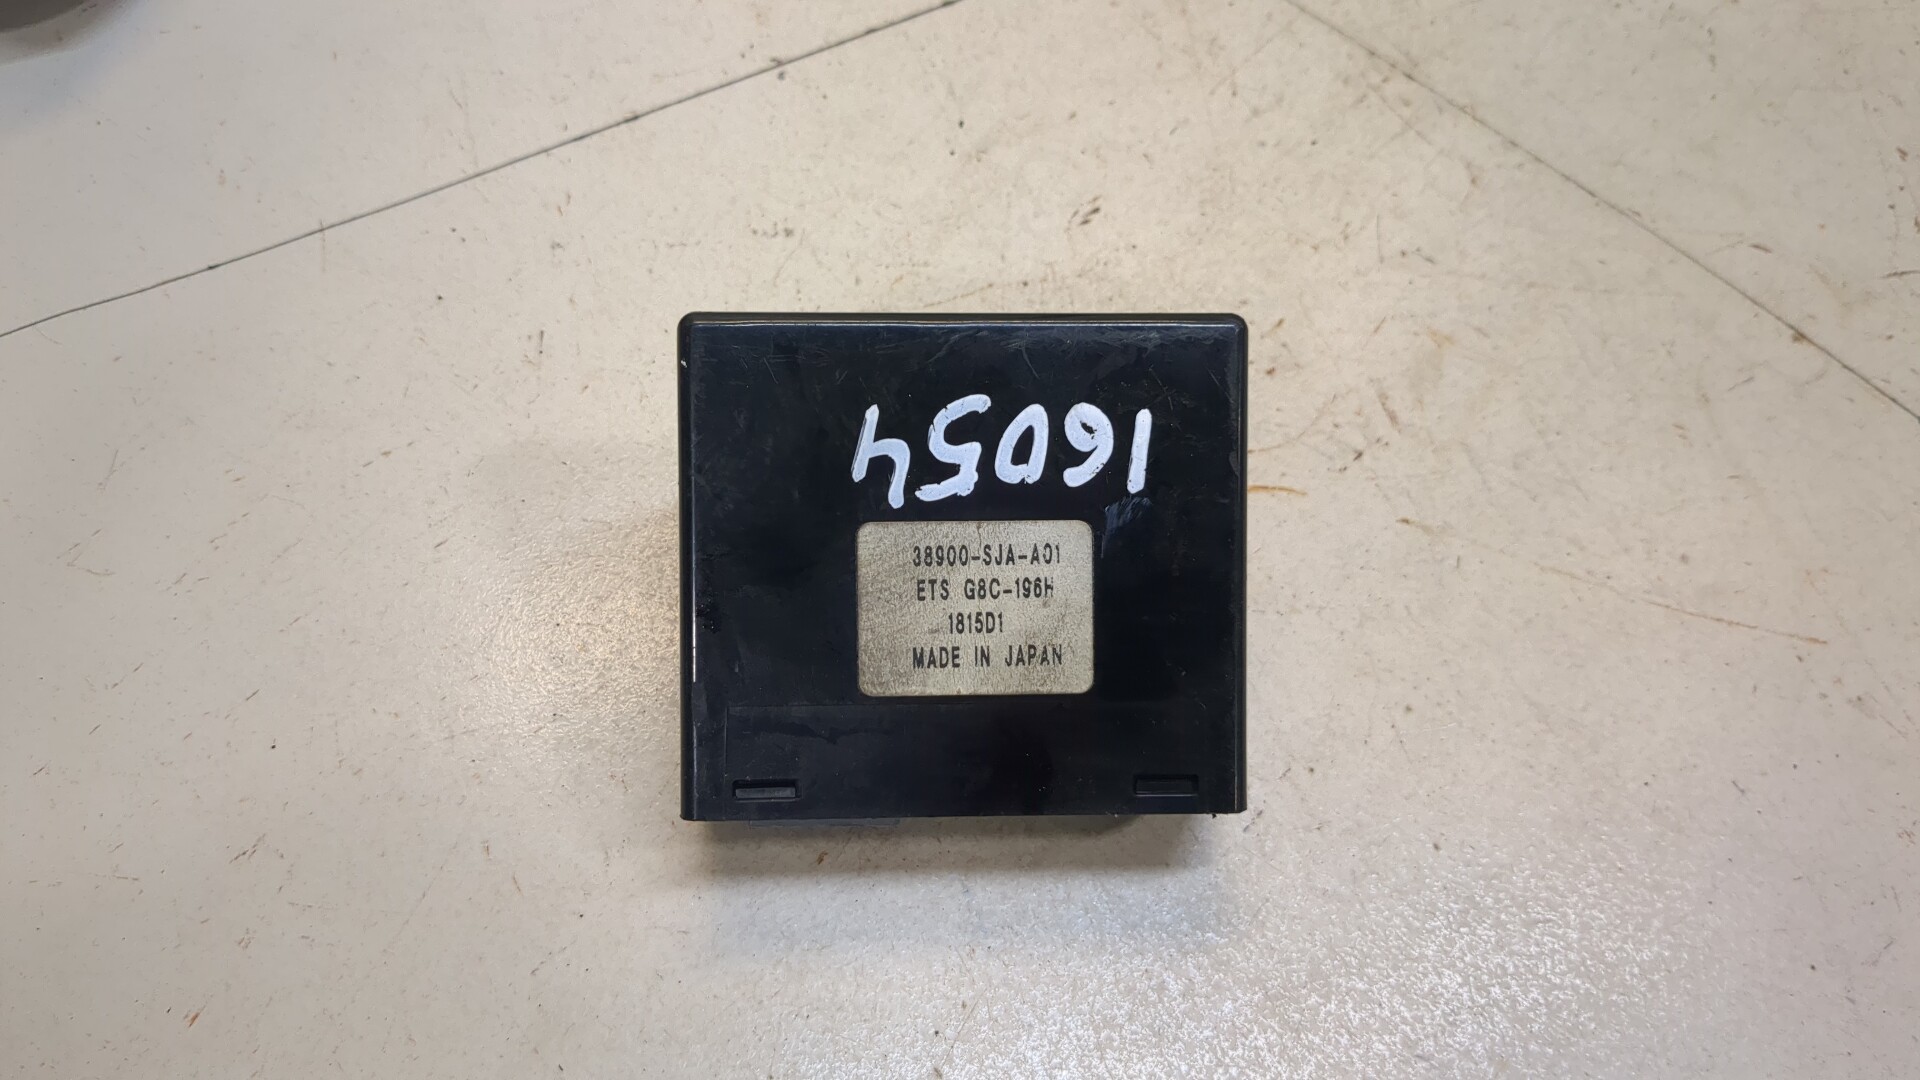 16054
38900-SJA-A01
ETS G8C-196H
1815D1
MADE IN JAPAN